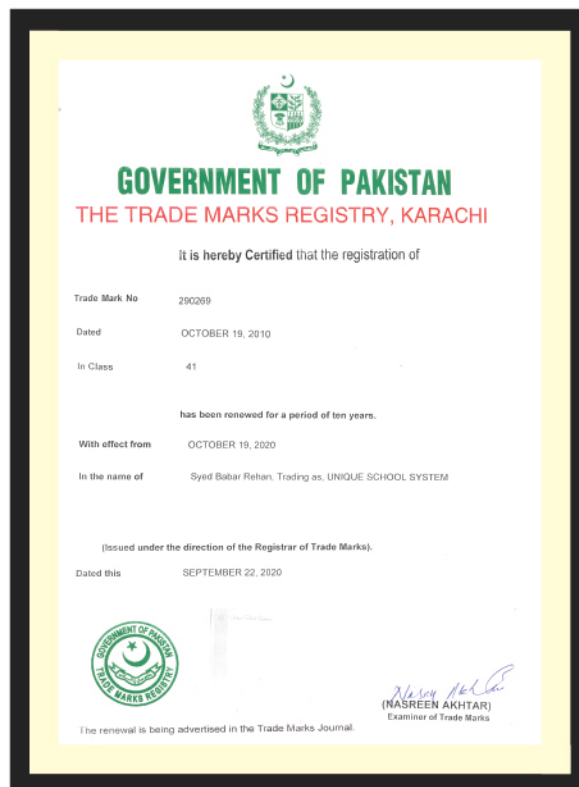 GOVERNMENT OF PAKISTAN
THE TRADE MARKS REGISTRY, KARACHI
It is hereby Certified that the registration of
Trade Mark No 290269
Dated OCTOBER 19, 2010
In Class 41
has been renewed for a period of ten years.
With effect from OCTOBER 19, 2020
In the name of Syed Babar Rehan, Trading as, UNIQUE SCHOOL SYSTEM
(Issued under the direction of the Registrar of Trade Marks).
Dated this SEPTEMBER 22, 2020
GOVERNMENT OF PAKISTAN
TRADE MARKS REGISTRY
(NASREEN AKHTAR)
Examiner of Trade Marks
The renewal is being advertised in the Trade Marks Journal.